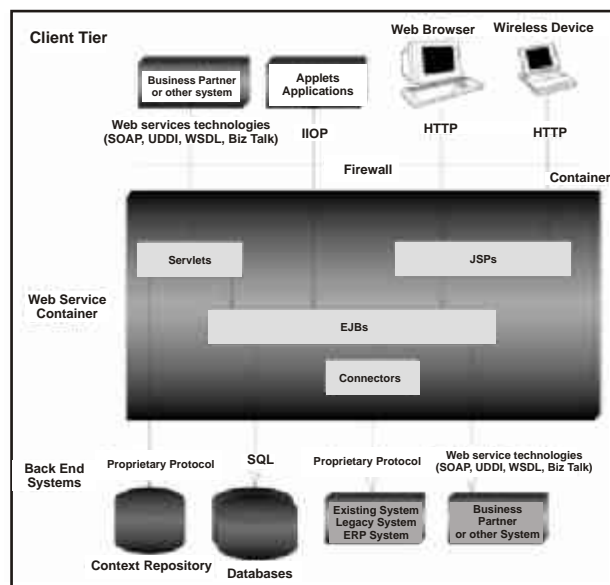 Client Tier
Web Browser
Wireless Device
Business Partner
or other system
Applets
Applications
Web services technologies
(SOAP, UDDI, WSDL, Biz Talk)
IIOP
HTTP
HTTP
Firewall
Container
Servlets
JSPs
Web Service
Container
EJBs
Connectors
Back End
Systems
Proprietary Protocol
SQL
Proprietary Protocol
Web service technologies
(SOAP, UDDI, WSDL, Biz Talk)
Existing System
Legacy System
ERP System
Business
Partner
or other System
Context Repository
Databases